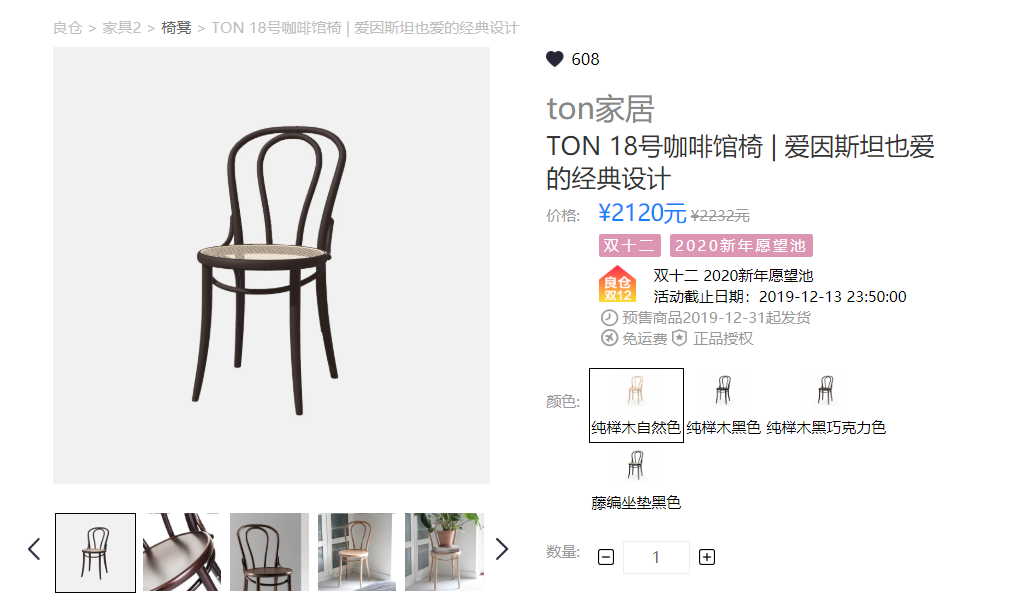 良仓 > 家具2 > 椅凳 > TON 18号咖啡馆椅 | 爱因斯坦也爱的经典设计
608
ton家居
TON 18号咖啡馆椅 | 爱因斯坦也爱
的经典设计
价格: ¥2120元 ¥2232元
双十二 2020新年愿望池
良仓
双12
双十二 2020新年愿望池
活动截止日期：2019-12-13 23:50:00
预售商品2019-12-31起发货
免运费 正品授权
颜色:
纯榉木自然色 纯榉木黑色 纯榉木黑巧克力色
藤编坐垫黑色
数量: 1